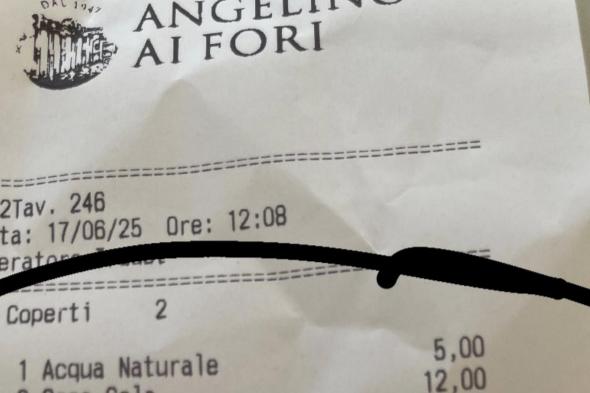 DAL 1947
ANGELINO
AI FORI
2Tav. 246
ta: 17/06/25 Ore: 12:08
Coperti 2
1 Acqua Naturale 5,00
12,00